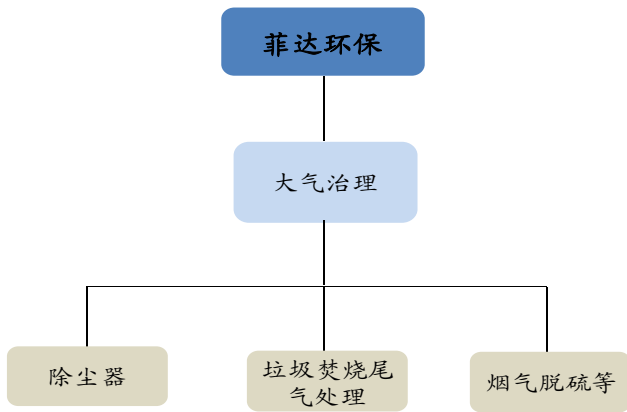 菲达环保
大气治理
除尘器
垃圾焚烧尾
气处理
烟气脱硫等